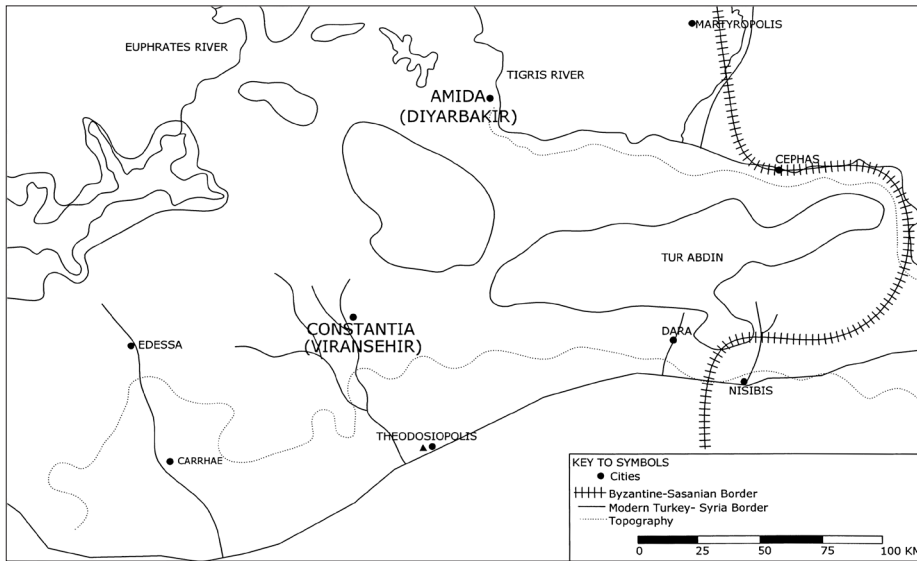 MARTYROPOLIS
EUPHRATES RIVER
TIGRIS RIVER
AMIDA
(DIYARBAKIR)
CEPHAS
TUR ABDIN
CONSTANTIA
(VIRANSEHIR)
DARA
EDESSA
NISIBIS
THEODOSIOPOLIS
CARRHAE
KEY TO SYMBOLS
Cities
Byzantine-Sasanian Border
Modern Turkey- Syria Border
Topography
0 25 50 75 100 KM